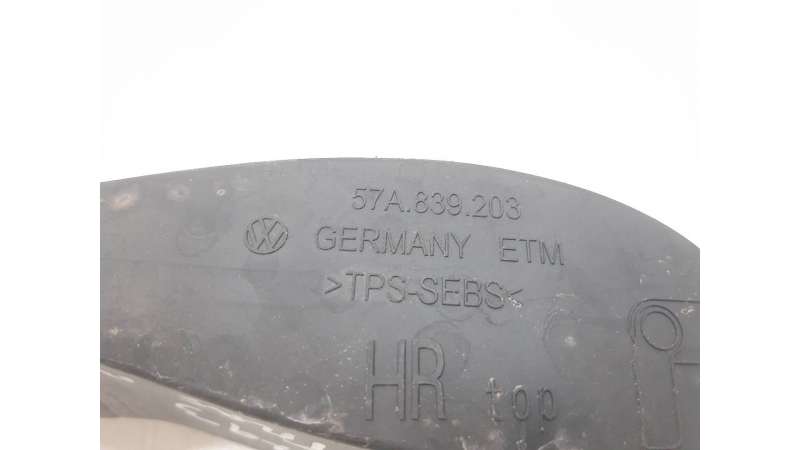 57A.839.203
GERMANY ETM
>TPS-SEBS<
HR top